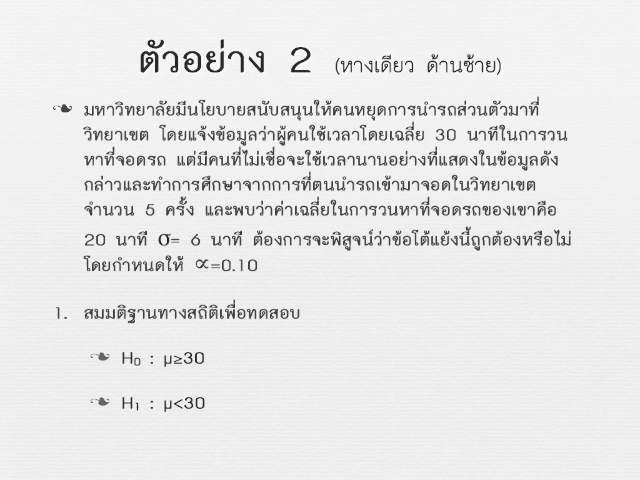 ตัวอย่าง 2 (ทางเดียว ด้านซ้าย)
มหาวิทยาลัยมีนโยบายสนับสนุนให้คนหยุดการนำรถส่วนตัวมาที่
วิทยาเขต โดยแจ้งข้อมูลว่าผู้คนใช้เวลาโดยเฉลี่ย 30 นาทีในการวน
หาที่จอดรถ แต่มีคนที่ไม่เชื่อจะใช้เวลานานอย่างที่แสดงในข้อมูลดัง
กล่าวและทำการศึกษาจากการที่ตนนำรถเข้ามาจอดในวิทยาเขต
จำนวน 5 ครั้ง และพบว่าค่าเฉลี่ยในการวนหาที่จอดรถของเขาคือ
20 นาที σ= 6 นาที ต้องการจะพิสูจน์ว่าข้อโต้แย้งนี้ถูกต้องหรือไม่
โดยกำหนดให้ ∝=0.10
1. สมมติฐานทางสถิติเพื่อทดสอบ
H₀ : μ≥30
H₁ : μ<30